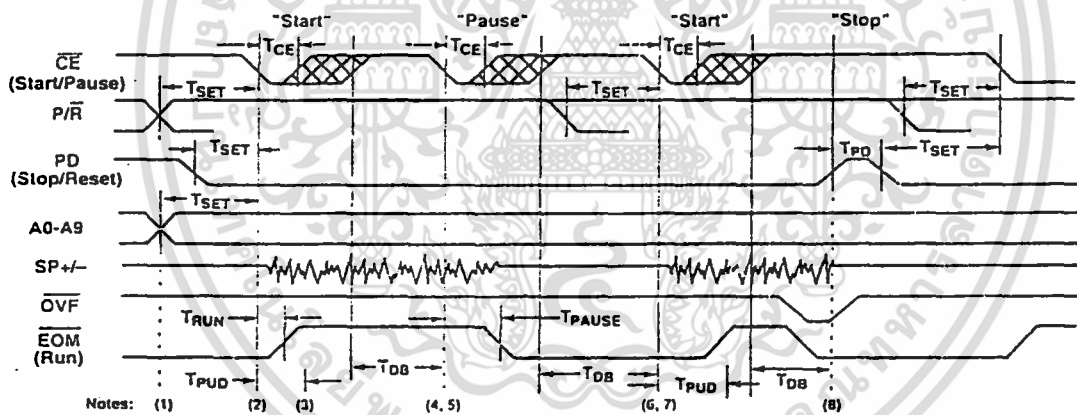 "Start" "Pause" "Start" "Stop"
TCE TCE TCE
CE
(Start/Pause)
TSET TSET TSET
P/R
TSET TPD TSET
PD
(Stop/Reset)
TSET
A0-A9
SP+/–
OVF
TRUN TPAUSE
EOM
(Run)
TPUD TDB TDB TPUD TDB
Notes: (1) (2) (3) (4, 5) (6, 7) (8)